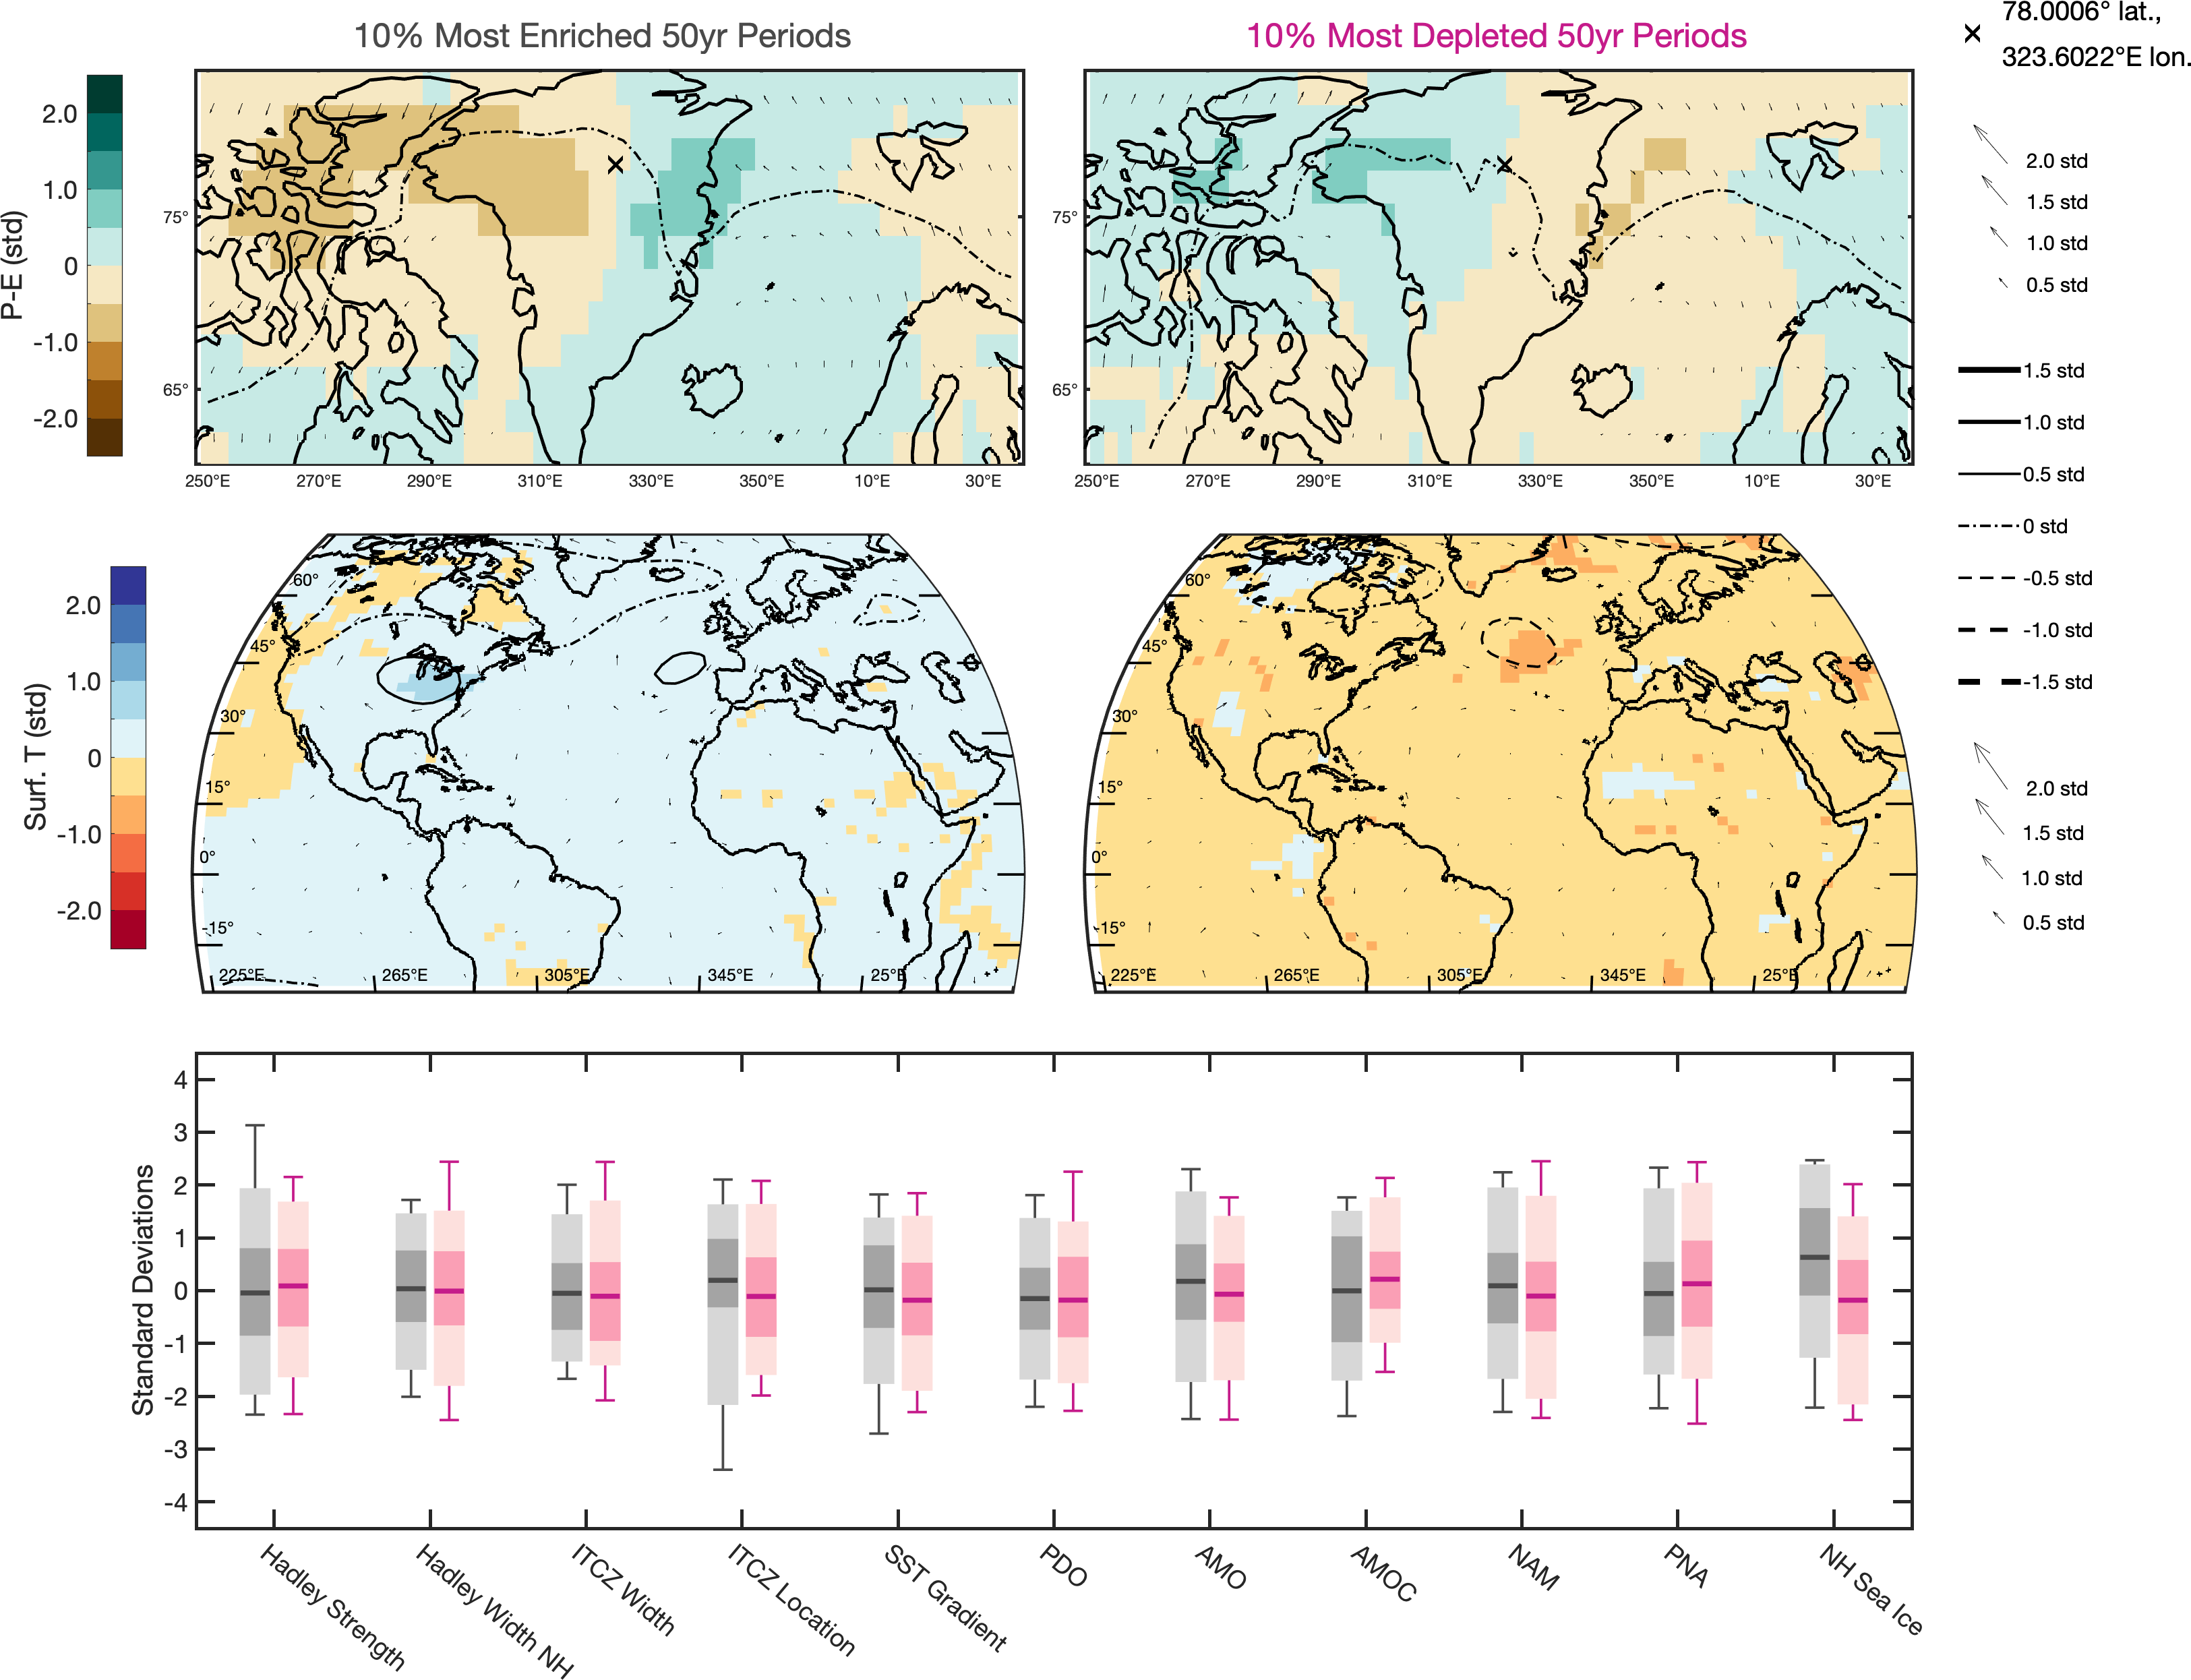 10% Most Enriched 50yr Periods
10% Most Depleted 50yr Periods
78.0006° lat.,
323.6022°E lon.
P-E (std)
2.0
1.0
0
-1.0
-2.0
75°
65°
250°E 270°E 290°E 310°E 330°E 350°E 10°E 30°E
75°
65°
250°E 270°E 290°E 310°E 330°E 350°E 10°E 30°E
2.0 std
1.5 std
1.0 std
0.5 std
1.5 std
1.0 std
0.5 std
0 std
-0.5 std
-1.0 std
-1.5 std
Surf. T (std)
2.0
1.0
0
-1.0
-2.0
60°
45°
30°
15°
0°
-15°
225°E 265°E 305°E 345°E 25°E
60°
45°
30°
15°
0°
-15°
225°E 265°E 305°E 345°E 25°E
2.0 std
1.5 std
1.0 std
0.5 std
Standard Deviations
4
3
2
1
0
-1
-2
-3
-4
Hadley Strength
Hadley Width NH
ITCZ Width
ITCZ Location
SST Gradient
PDO
AMO
AMOC
NAM
PNA
NH Sea Ice